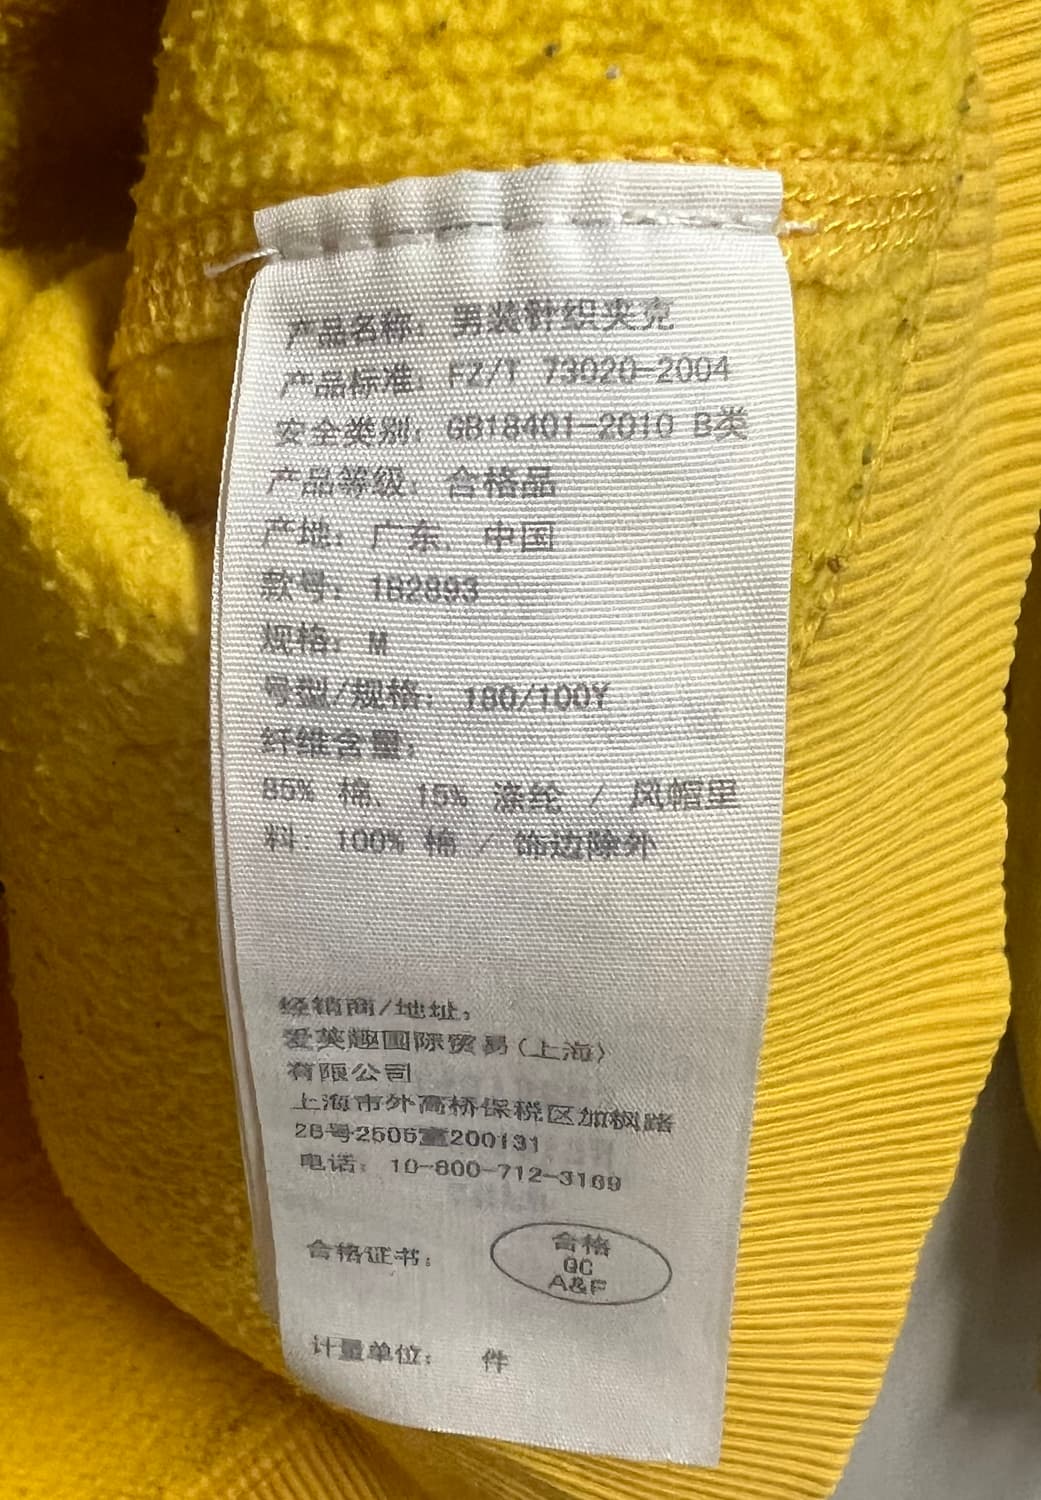 产品名称: 男装针织夹克
产品标准: FZ/T 73020-2004
安全类别: GB18401-2010 B类
产品等级: 合格品
产地: 广东, 中国
款号: 182893
规格: M
号型/规格: 180/100Y
纤维含量:
85% 棉, 15% 涤纶 / 风帽里
料: 100% 棉 / 饰边除外
经销商/地址:
爱芙趣国际贸易(上海)
有限公司
上海市外高桥保税区加枫路
26号2505室200131
电话: 10-800-712-3169
合格证书:
合格
QC
A&F
计量单位: 件